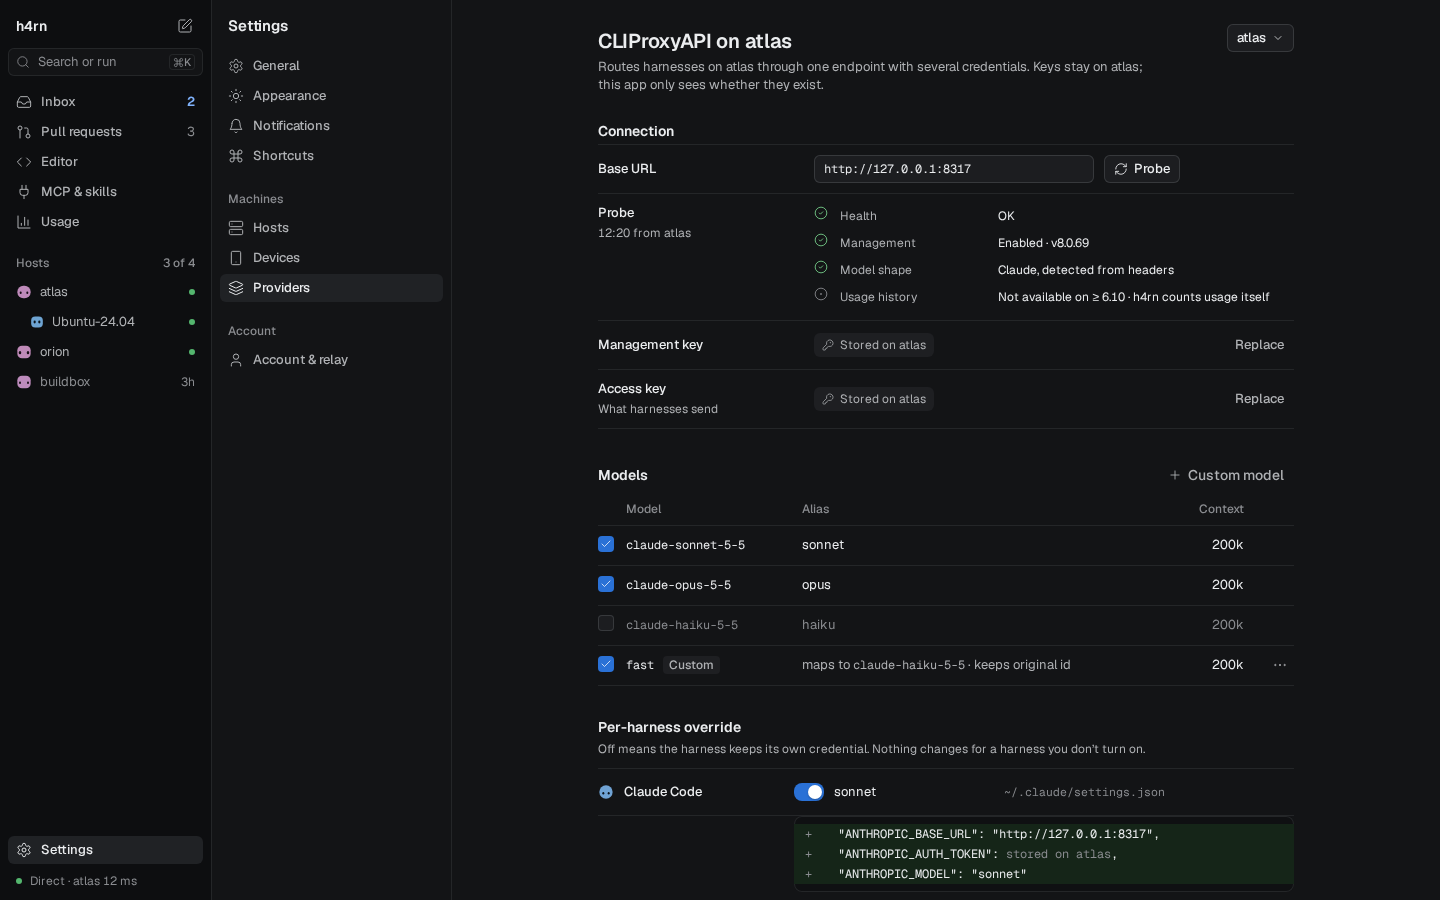 h4rn
Search or run ⌘K
Inbox 2
Pull requests 3
Editor
MCP & skills
Usage
Hosts 3 of 4
atlas
Ubuntu-24.04
orion
buildbox 3h
Settings
Direct · atlas 12 ms
Settings
General
Appearance
Notifications
Shortcuts
Machines
Hosts
Devices
Providers
Account
Account & relay
CLIProxyAPI on atlas
atlas
Routes harnesses on atlas through one endpoint with several credentials. Keys stay on atlas;
this app only sees whether they exist.
Connection
Base URL http://127.0.0.1:8317 Probe
Probe
12:20 from atlas
Health OK
Management Enabled · v8.0.69
Model shape Claude, detected from headers
Usage history Not available on ≥ 6.10 · h4rn counts usage itself
Management key Stored on atlas Replace
Access key
What harnesses send
Stored on atlas Replace
Models + Custom model
Model Alias Context
claude-sonnet-5-5 sonnet 200k
claude-opus-5-5 opus 200k
claude-haiku-5-5 haiku 200k
fast Custom maps to claude-haiku-5-5 · keeps original id 200k ···
Per-harness override
Off means the harness keeps its own credential. Nothing changes for a harness you don't turn on.
Claude Code sonnet ~/.claude/settings.json
+ "ANTHROPIC_BASE_URL": "http://127.0.0.1:8317",
+ "ANTHROPIC_AUTH_TOKEN": stored on atlas,
+ "ANTHROPIC_MODEL": "sonnet"